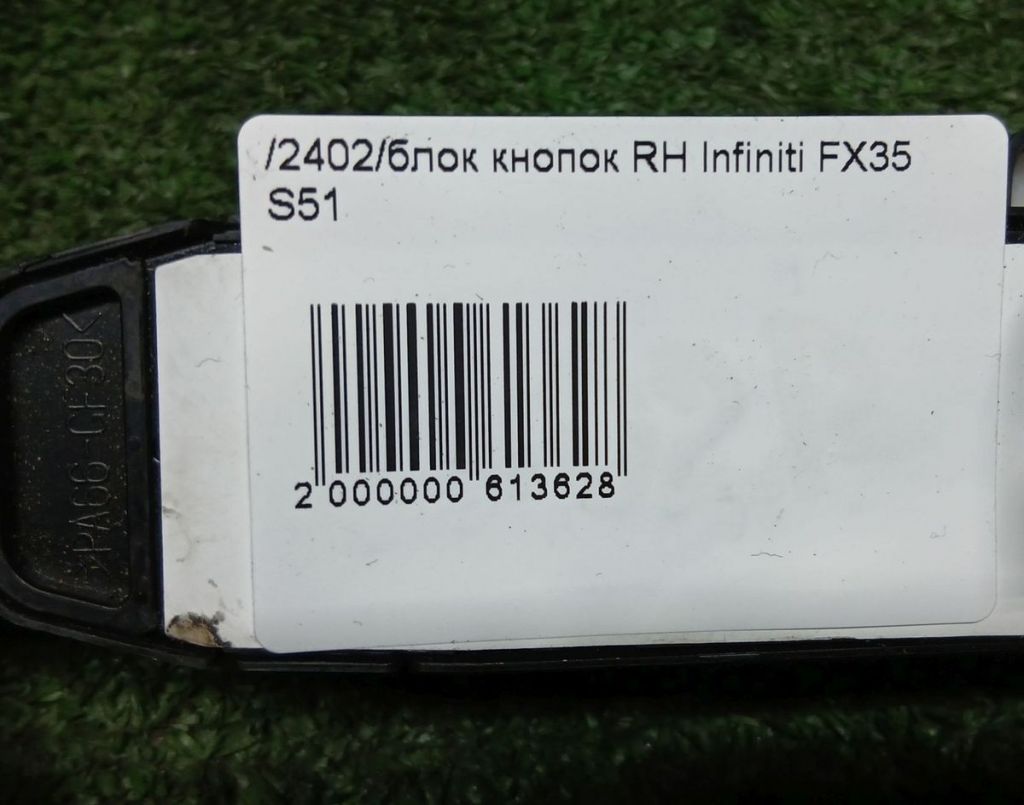 /2402/блок кнопок RH Infiniti FX35
S51
2 000000 613628
>PA66-GF30<